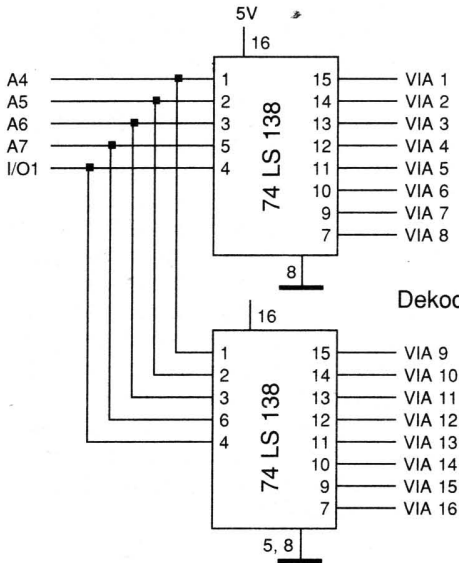 5V
16
A4 1 15 VIA 1
A5 2 14 VIA 2
A6 3 13 VIA 3
A7 5 12 VIA 4
I/O1 4 11 VIA 5
10 VIA 6
9 VIA 7
7 VIA 8
74 LS 138
8
Dekoc
16
1 15 VIA 9
2 14 VIA 10
3 13 VIA 11
6 12 VIA 12
4 11 VIA 13
10 VIA 14
9 VIA 15
7 VIA 16
74 LS 138
5, 8